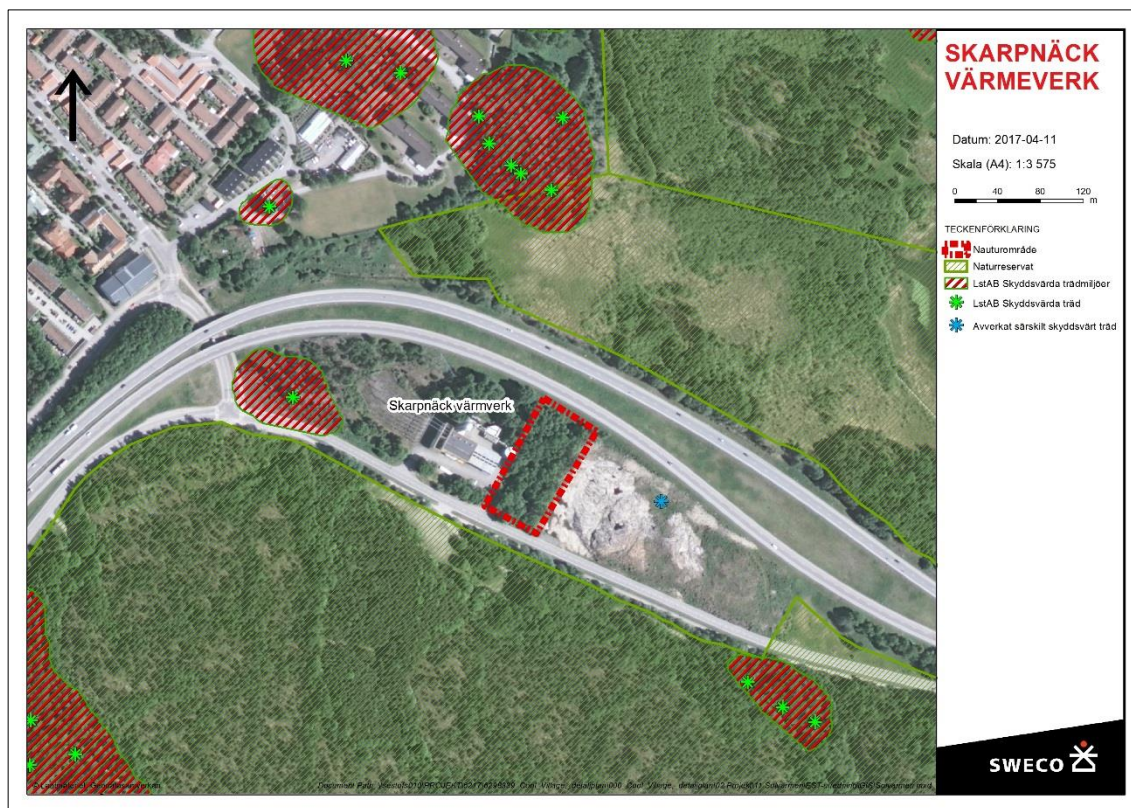 SKARPNÄCK
VÄRMEVERK
Datum: 2017-04-11
Skala (A4): 1:3 575
0 40 80 120
m
TECKENFÖRKLARING
Nauturområde
Naturreservat
LstAB Skyddsvärda trädmiljöer
LstAB Skyddsvärda träd
Avverkat särskilt skyddsvärt träd
Skarpnäck värmverk
SWECO